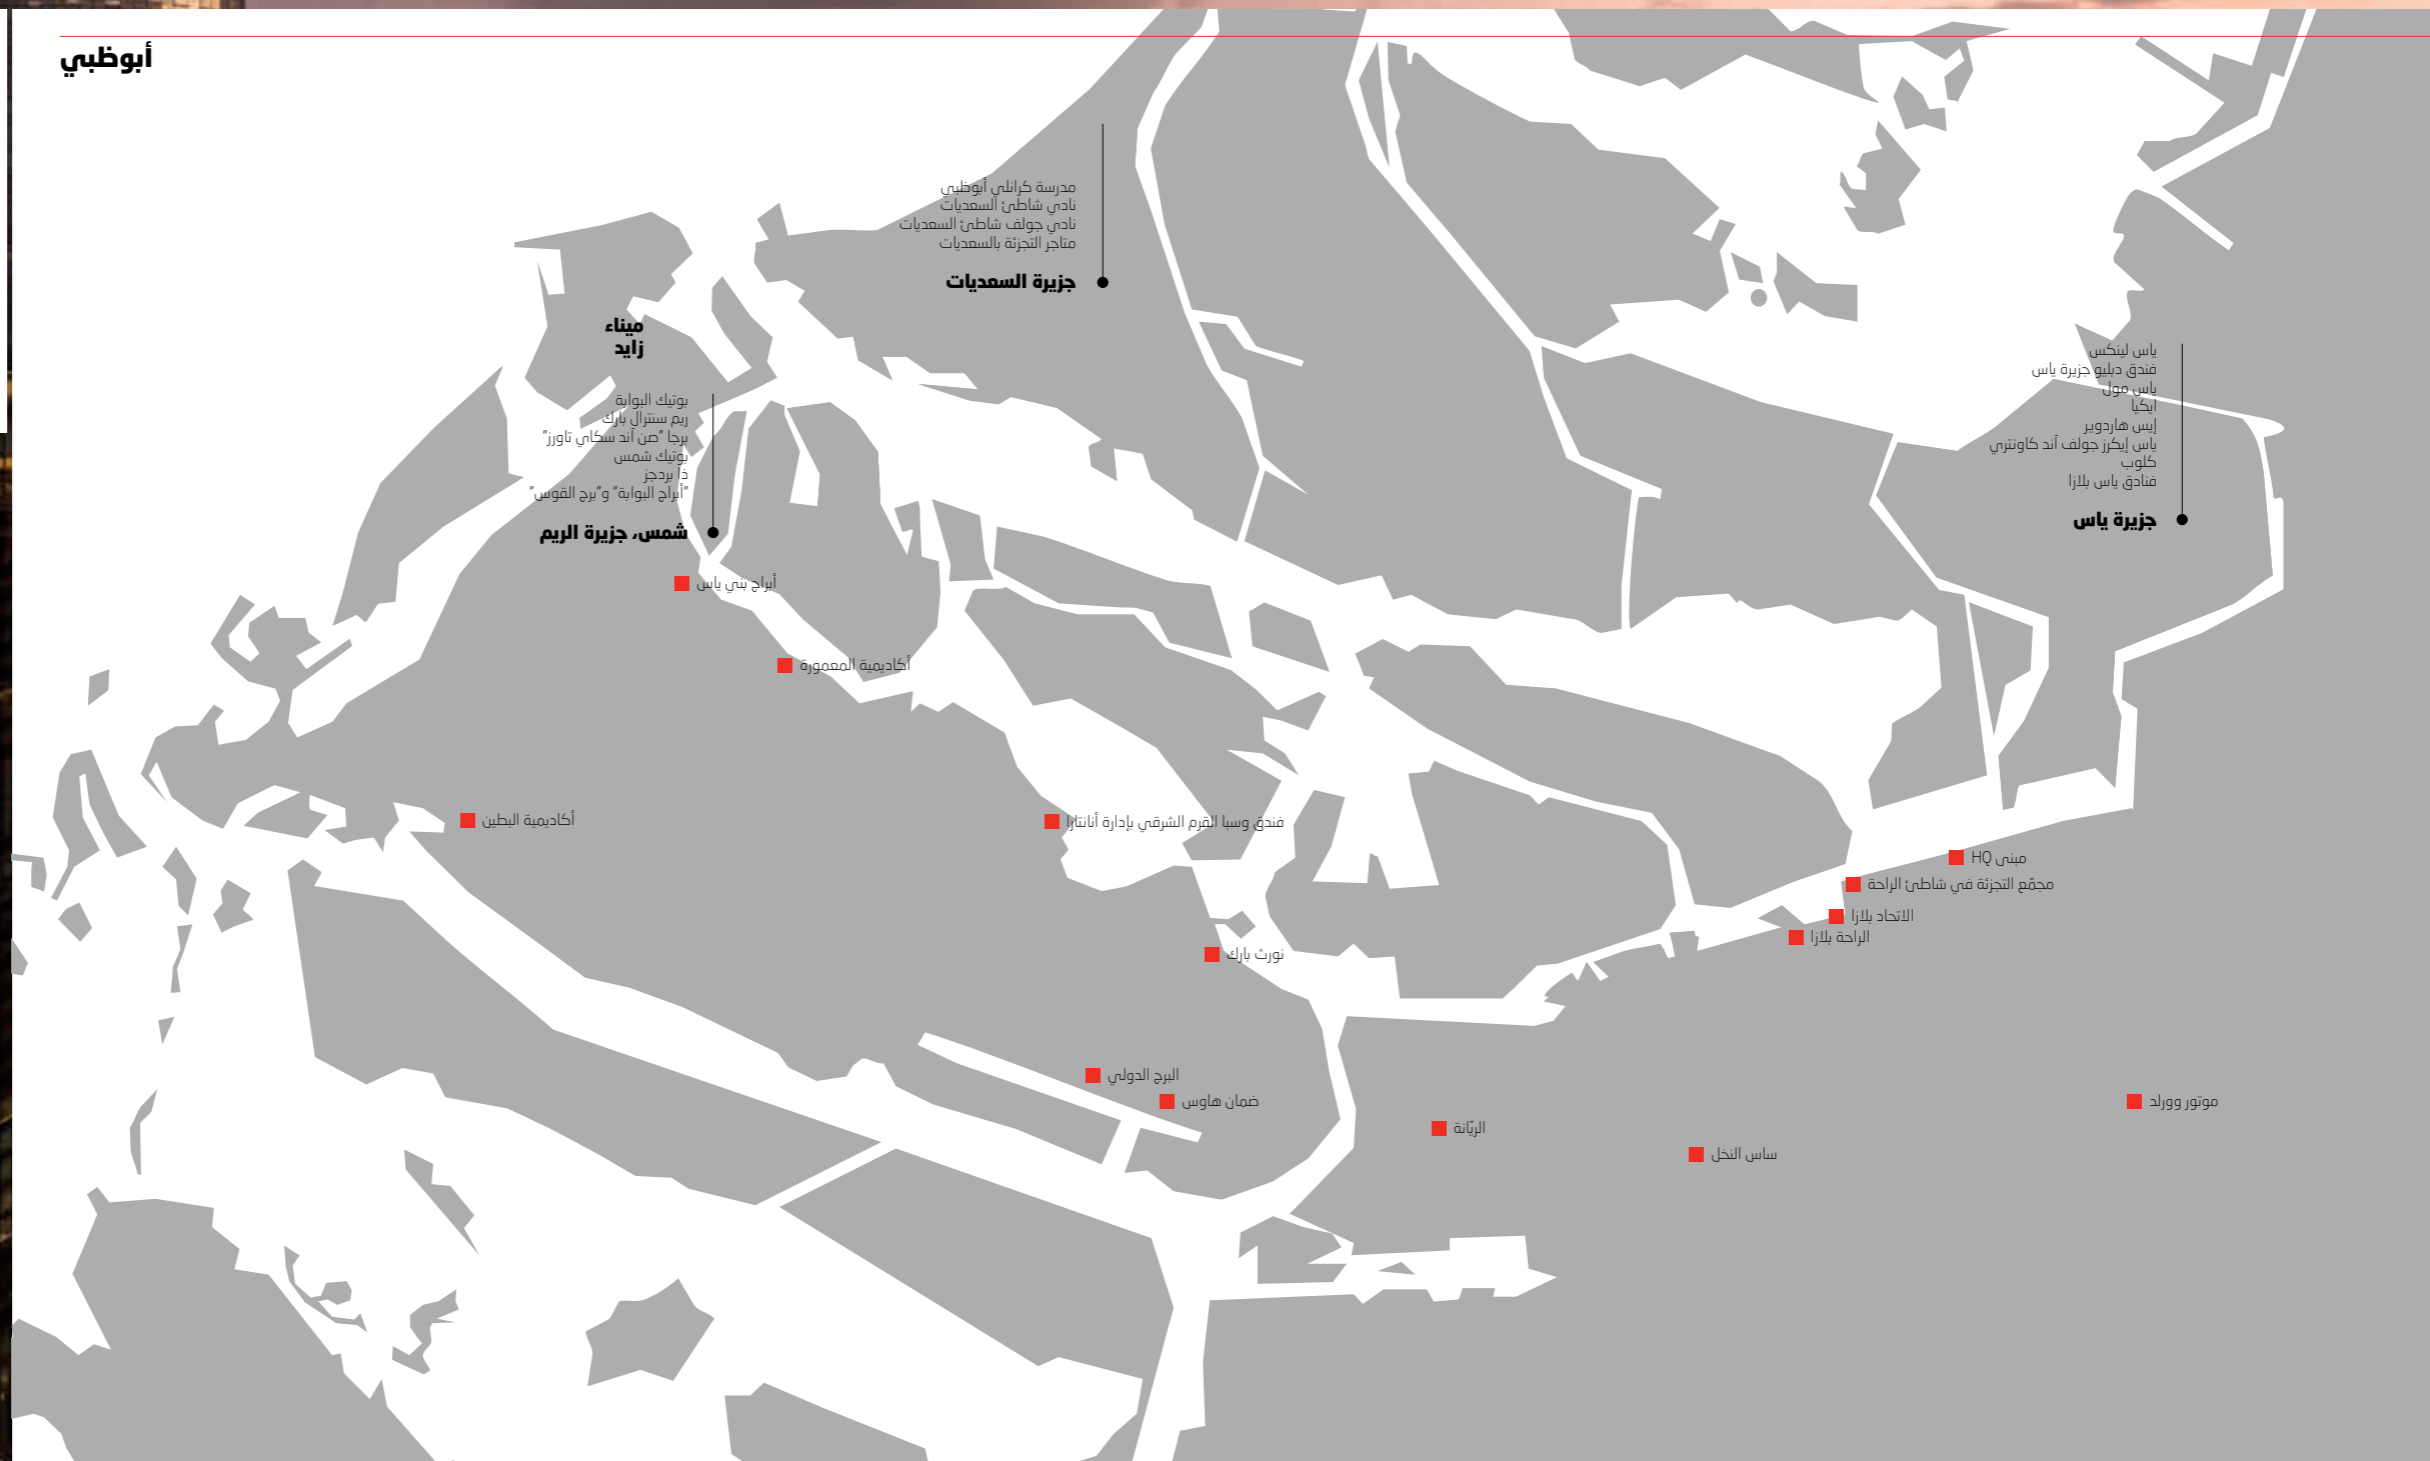 أبوظبي
مدرسة كرانلي أبوظبي
نادي شاطئ السعديات
نادي جولف شاطئ السعديات
متاجر التجزئة بالسعديات
جزيرة السعديات
ميناء
زايد
ياس لينكس
فندق دبليو جزيرة ياس
ياس مول
ايكيا
إيس هاردوير
ياس إيكرز جولف آند كاونتري
كلوب
فنادق ياس بلازا
جزيرة ياس
بوتيك البوابة
ريم سنترال بارك
برجا "صن آند سكاي تاورز"
بوتيك شمس
ذا بردجز
"أبراج البوابة" و"برج القوس"
شمس، جزيرة الريم
أبراج بني ياس
أكاديمية المعمورة
أكاديمية البطين
فندق وسبا القرم الشرقي بإدارة أنانتارا
مبنى HQ
مجمّع التجزئة في شاطئ الراحة
الاتحاد بلازا
الراحة بلازا
نورث بارك
البرج الدولي
ضمان هاوس
الريّانة
ساس النخل
موتور وورلد